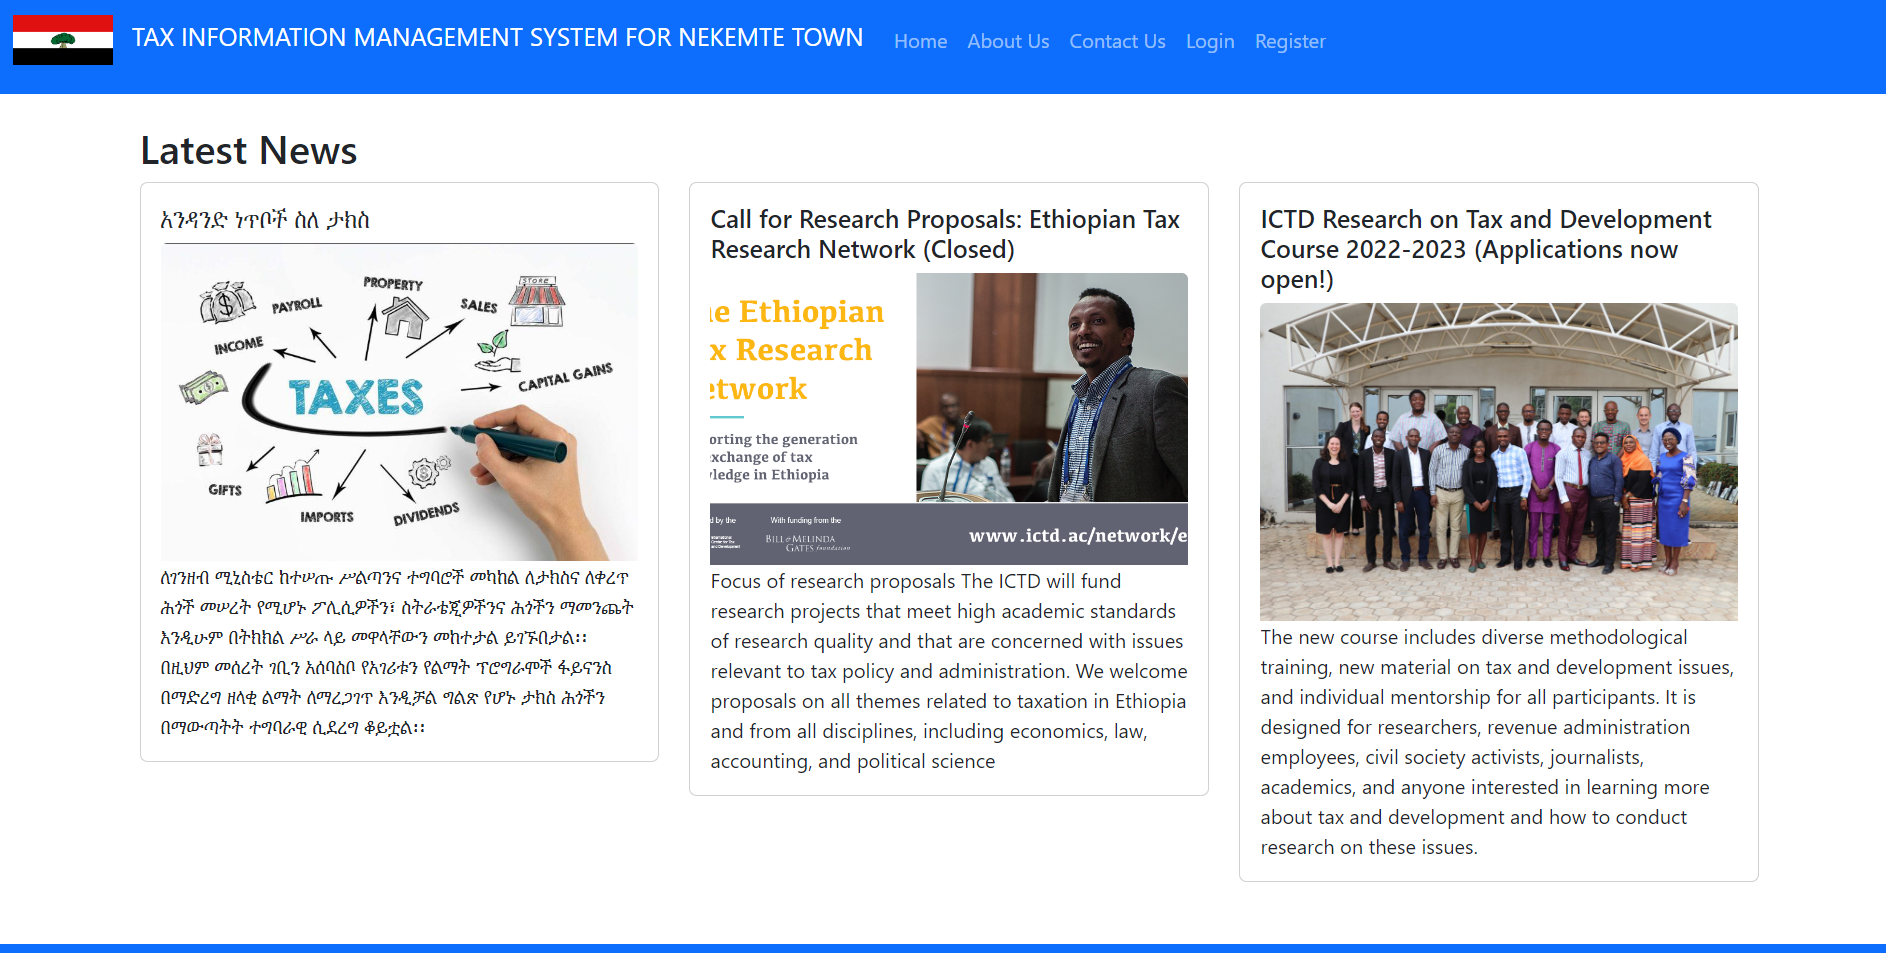 TAX INFORMATION MANAGEMENT SYSTEM FOR NEKEMTE TOWN
Home About Us Contact Us Login Register
Latest News
አንዳንድ ነጥቦች ስለ ታክስ
PROPERTY
STORE
PAYROLL
SALES
INCOME
TAXES
CAPITAL GAINS
GIFTS
IMPORTS
DIVIDENDS
ለገንዘብ ሚኒስቴር ከተሠጡ ሥልጣንና ተግባሮች መካከል ለታክስና ለቀረጥ
ሕጎች መሠረት የሚሆኑ ፖሊሲዎችን፣ ስትራቴጂዎችንና ሕጎችን ማመንጨት
እንዲሁም በትክክል ሥራ ላይ መዋላቸውን መከተታል ይገኙበታል፡፡
በዚህም መሰረት ገቢን አሰባስቦ የአገሪቱን የልማት ፕሮግራሞች ፋይናንስ
በማድረግ ዘላቂ ልማት ለማረጋገጥ እንዲቻል ግልጽ የሆኑ ታክስ ሕጎችን
በማውጣትት ተግባራዊ ሲደረግ ቆይቷል፡፡
Call for Research Proposals: Ethiopian Tax
Research Network (Closed)
e Ethiopian
x Research
etwork
orting the generation
xchange of tax
ledge in Ethiopia
d by the
With funding from the
International
Center for Tax
and Development
BILL & MELINDA
GATES foundation
www.ictd.ac/network/e
Focus of research proposals The ICTD will fund
research projects that meet high academic standards
of research quality and that are concerned with issues
relevant to tax policy and administration. We welcome
proposals on all themes related to taxation in Ethiopia
and from all disciplines, including economics, law,
accounting, and political science
ICTD Research on Tax and Development
Course 2022-2023 (Applications now
open!)
The new course includes diverse methodological
training, new material on tax and development issues,
and individual mentorship for all participants. It is
designed for researchers, revenue administration
employees, civil society activists, journalists,
academics, and anyone interested in learning more
about tax and development and how to conduct
research on these issues.